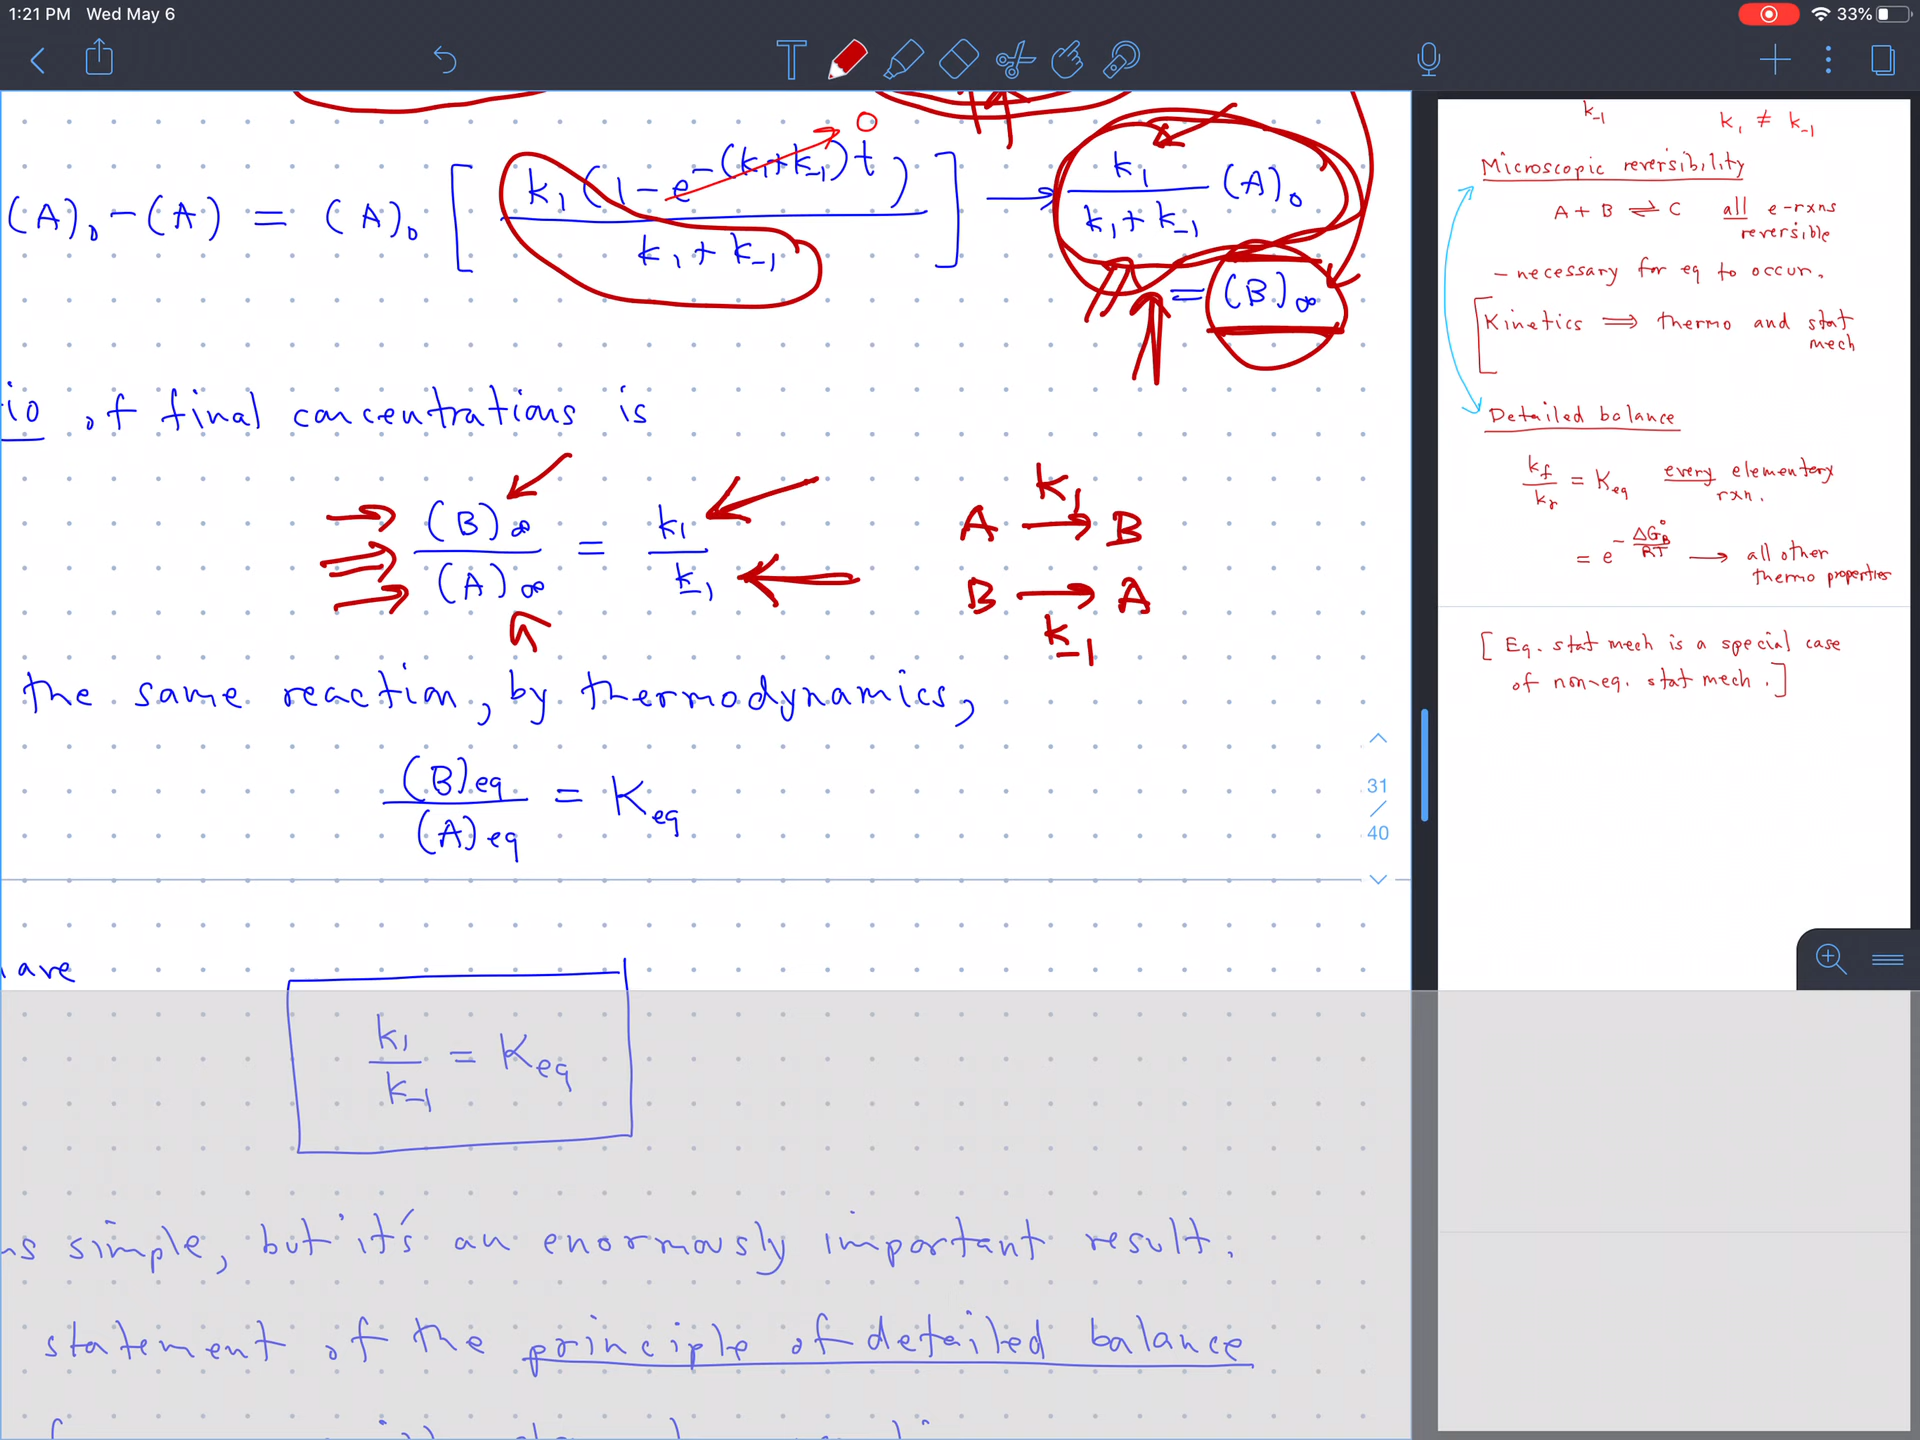 1:21 PM Wed May 6
33%
(A)₀ - (A) = (A)₀ [ k₁(1 - e^-(k₁+k₋₁)t) / k₁ + k₋₁ ] → k₁ / k₁ + k₋₁ (A)₀
0
= (B)∞
io of final concentrations is
(B)∞ / (A)∞ = k₁ / k₋₁
A →k₁ B
B →k₋₁ A
the same reaction, by thermodynamics,
(B)eq / (A)eq = Keq
31
/
40
are
k₁ / k₋₁ = Keq
ns simple, but it's an enormously important result.
statement of the principle of detailed balance
k₋₁
k₁ ≠ k₋₁
Microscopic reversibility
A + B ⇌ C all e-rxns
reversible
- necessary for eq to occur.
[Kinetics ⟹ thermo and stat
mech
Detailed balance
kf / kr = Keq every elementary
rxn.
= e^-ΔG°R/RT → all other
thermo properties
[ Eq. stat mech is a special case
of non-eq. stat mech. ]